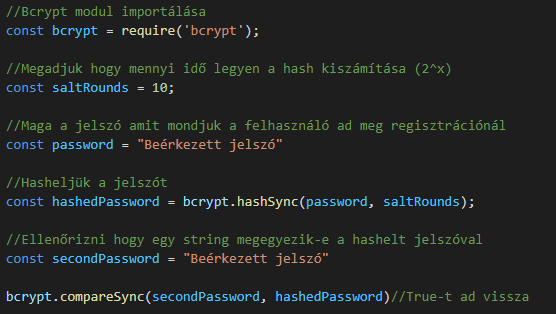 //Bcrypt modul importálása
const bcrypt = require('bcrypt');
//Megadjuk hogy mennyi idő legyen a hash kiszámítása (2^x)
const saltRounds = 10;
//Maga a jelszó amit mondjuk a felhasználó ad meg regisztrációnál
const password = "Beérkezett jelszó"
//Hasheljük a jelszót
const hashedPassword = bcrypt.hashSync(password, saltRounds);
//Ellenőrizni hogy egy string megegyezik-e a hashelt jelszóval
const secondPassword = "Beérkezett jelszó"
bcrypt.compareSync(secondPassword, hashedPassword)//True-t ad vissza